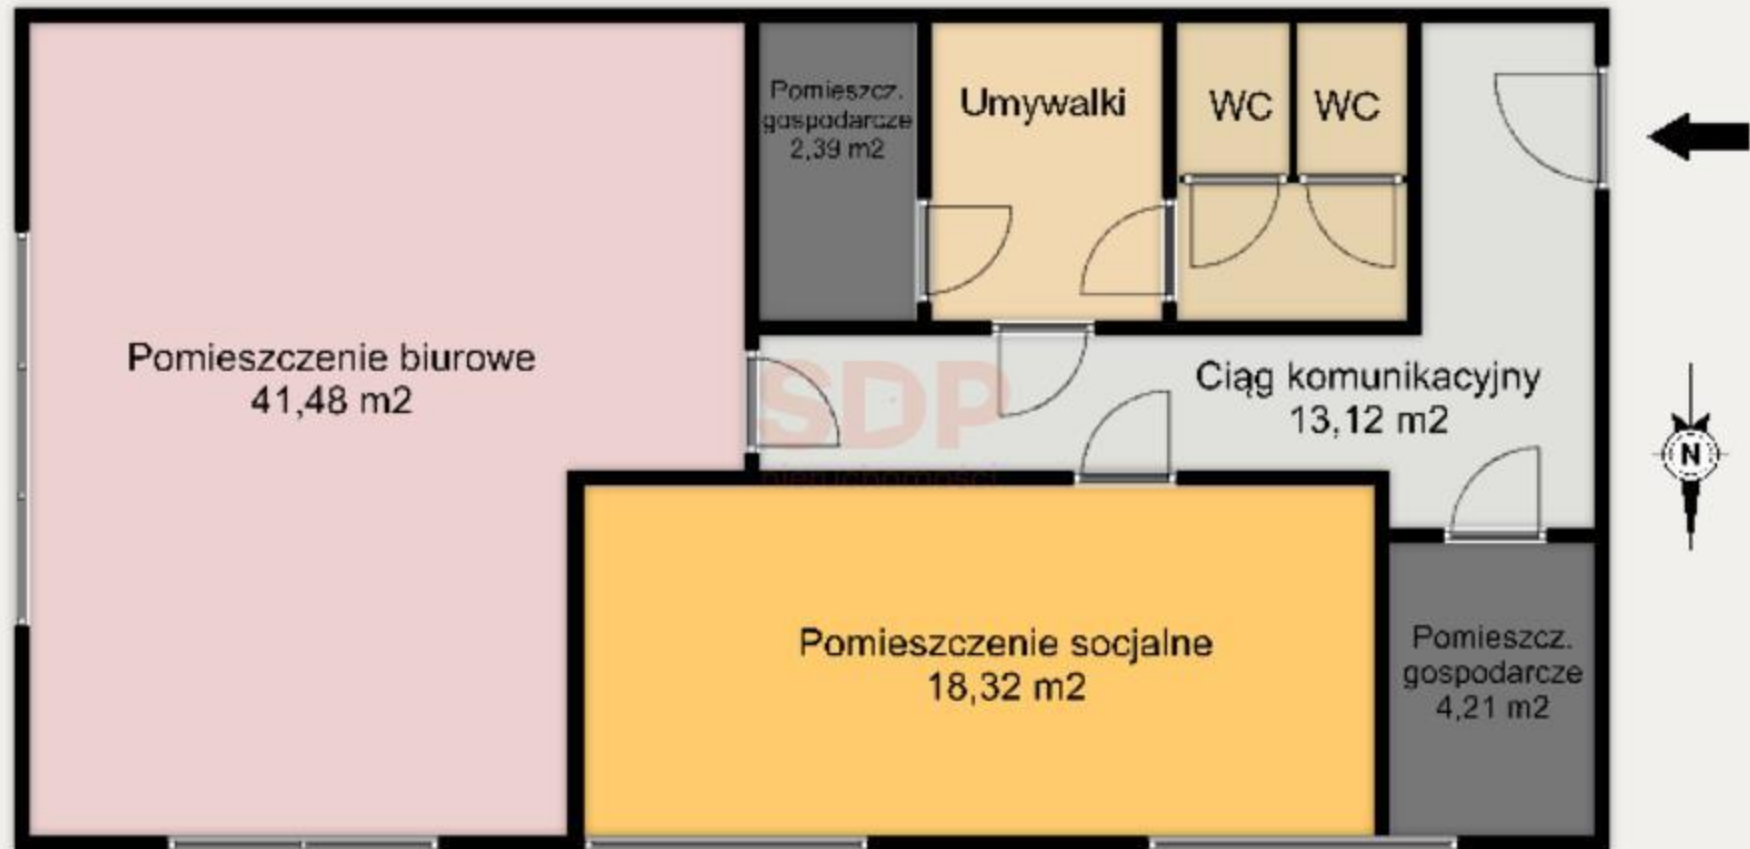 Pomieszcz.
gospodarcze
2,39 m2
Umywalki
WC
WC
Pomieszczenie biurowe
41,48 m2
SDP
nieruchomości
Ciąg komunikacyjny
13,12 m2
N
Pomieszczenie socjalne
18,32 m2
Pomieszcz.
gospodarcze
4,21 m2